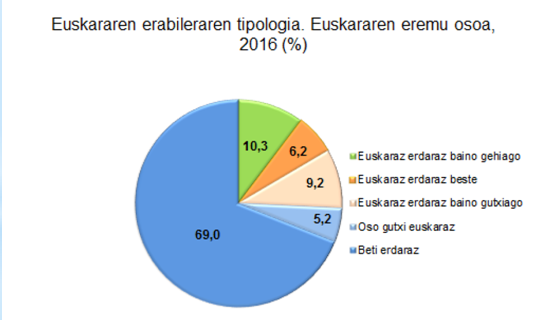 Euskararen erabileraren tipologia. Euskararen eremu osoa,
2016 (%)
10,3
6,2
9,2
5,2
69,0
Euskaraz erdaraz baino gehiago
Euskaraz erdaraz beste
Euskaraz erdaraz baino gutxiago
Oso gutxi euskaraz
Beti erdaraz